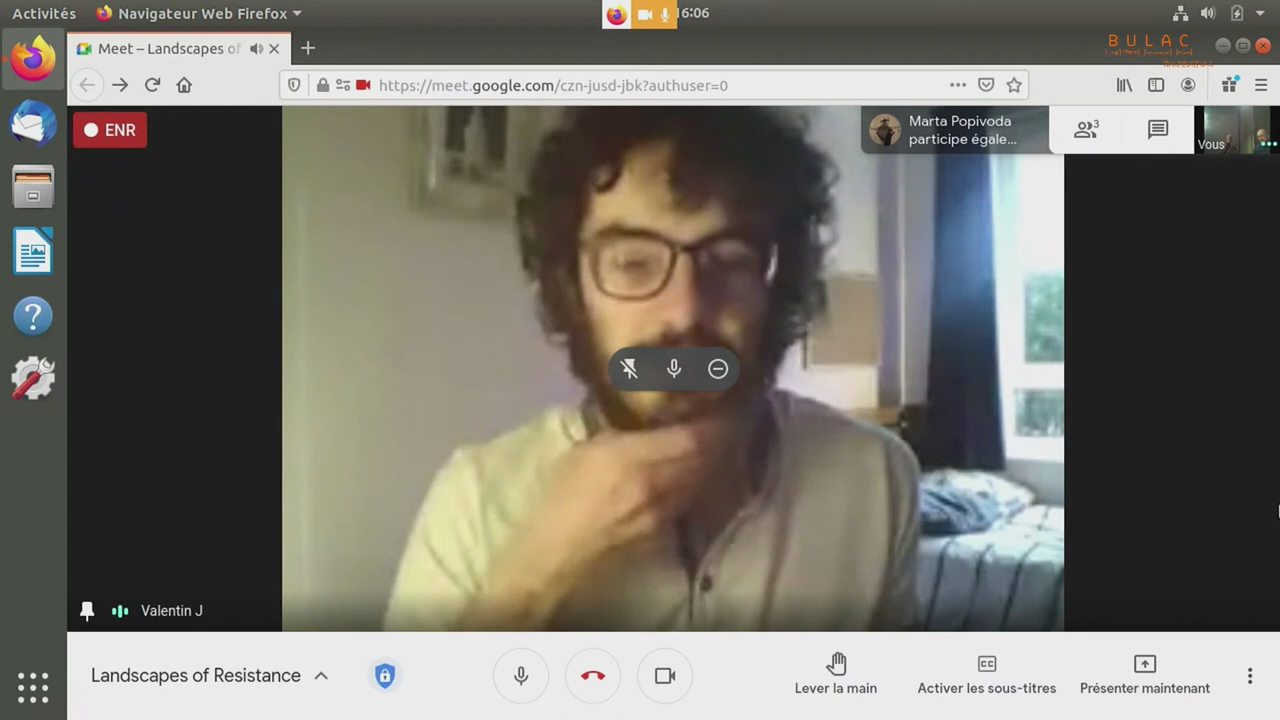 Activités
Navigateur Web Firefox
16:06
Meet – Landscapes of
BULAC
https://meet.google.com/czn-jusd-jbk?authuser=0
ENR
Marta Popivoda
participe égale...
3
Vous
Valentin J
Landscapes of Resistance
Lever la main
Activer les sous-titres
Présenter maintenant